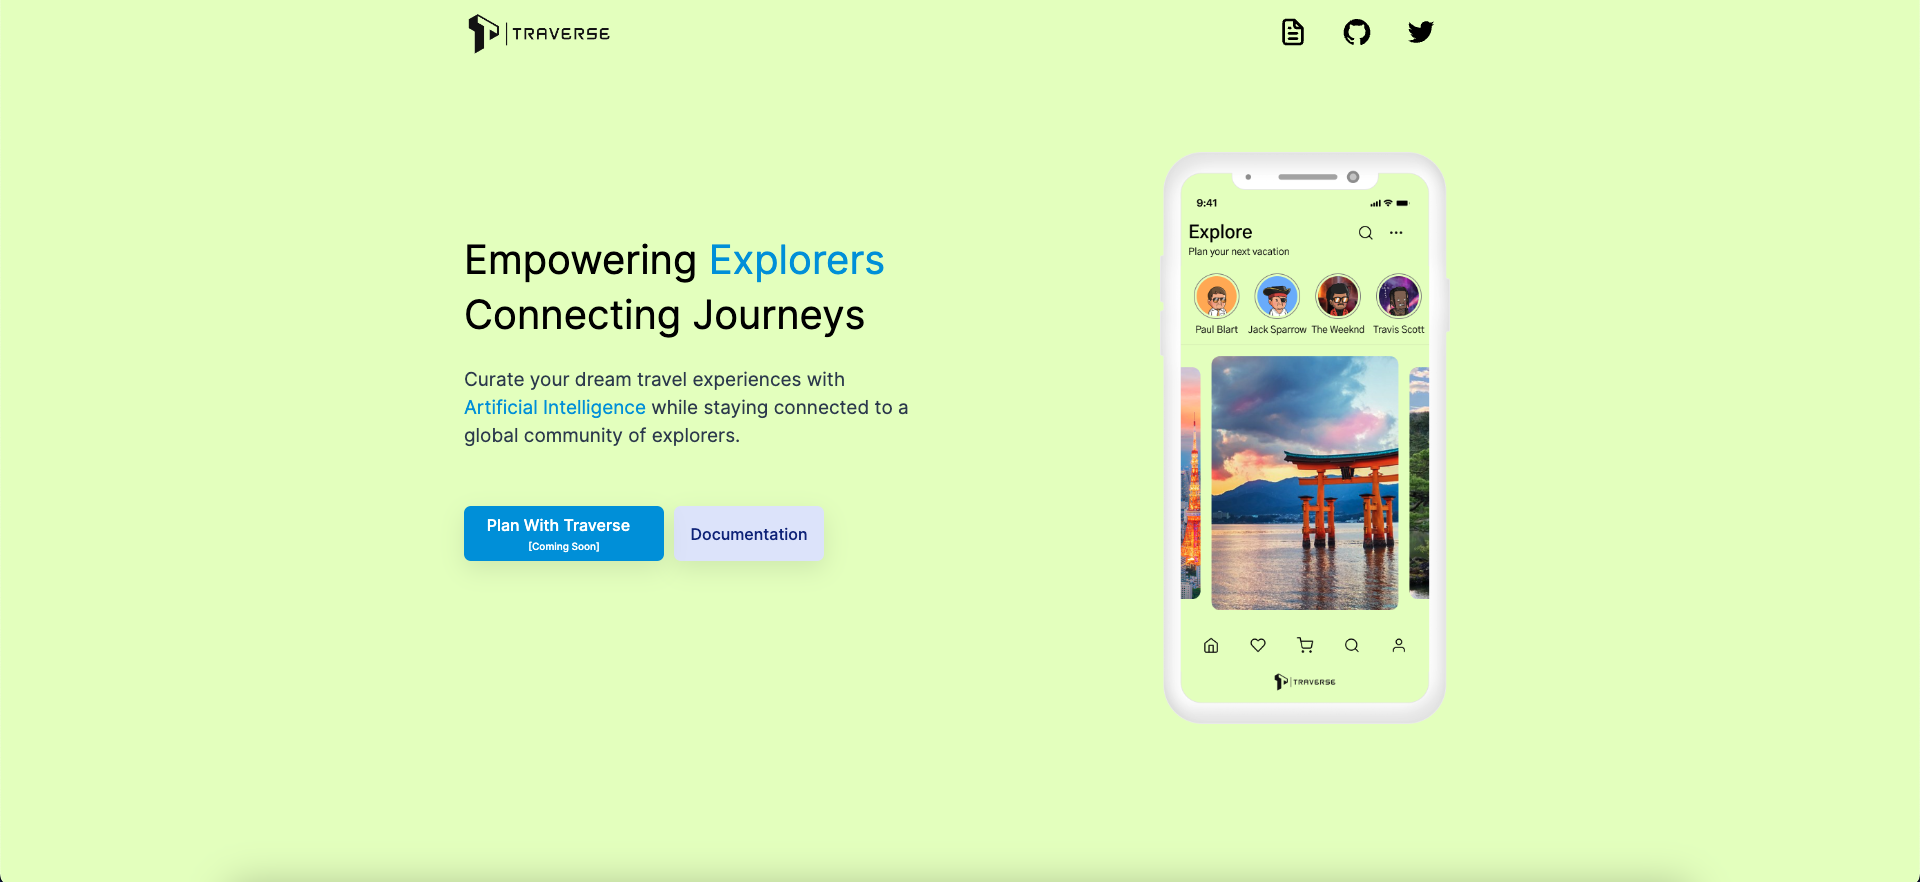 TRAVERSE
Empowering Explorers
Connecting Journeys
Curate your dream travel experiences with
Artificial Intelligence while staying connected to a
global community of explorers.
Plan With Traverse
[Coming Soon]
Documentation
9:41
Explore
Plan your next vacation
Paul Blart
Jack Sparrow
The Weeknd
Travis Scott
TRAVERSE